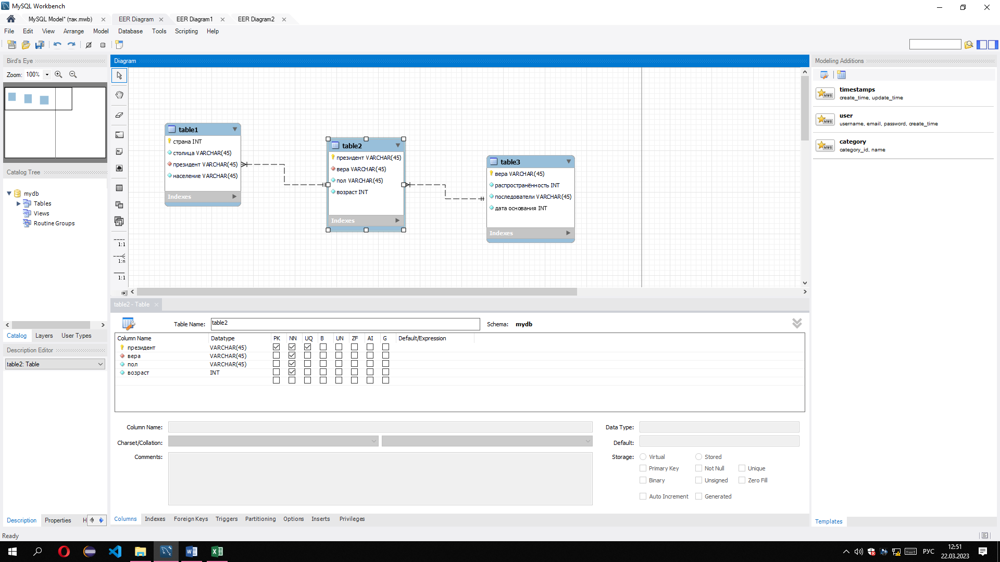 MySQL Workbench
MySQL Model* (так.mwb)
EER Diagram
EER Diagram1
EER Diagram2
File Edit View Arrange Model Database Tools Scripting Help
Bird's Eye
Zoom: 100%
Catalog Tree
mydb
Tables
Views
Routine Groups
Catalog Layers User Types
Description Editor
table2: Table
Description Properties H
Diagram
1:1
1:n
1:1
table1
страна INT
столица VARCHAR(45)
президент VARCHAR(45)
население VARCHAR(45)
Indexes
table2
президент VARCHAR(45)
вера VARCHAR(45)
пол VARCHAR(45)
возраст INT
Indexes
table3
вера VARCHAR(45)
распространённость INT
последователи VARCHAR(45)
дата основания INT
Indexes
table2 - Table
Table Name: table2 Schema: mydb
Column Name Datatype PK NN UQ B UN ZF AI G Default/Expression
президент VARCHAR(45)
вера VARCHAR(45)
пол VARCHAR(45)
возраст INT
Column Name: Data Type:
Charset/Collation: Default:
Comments: Storage: Virtual Stored
Primary Key Not Null Unique
Binary Unsigned Zero Fill
Auto Increment Generated
Columns Indexes Foreign Keys Triggers Partitioning Options Inserts Privileges
Modeling Additions
timestamps
create_time, update_time
user
username, email, password, create_time
category
category_id, name
MWB
MWB
MWB
Templates
Ready
РУС
12:51
22.03.2023